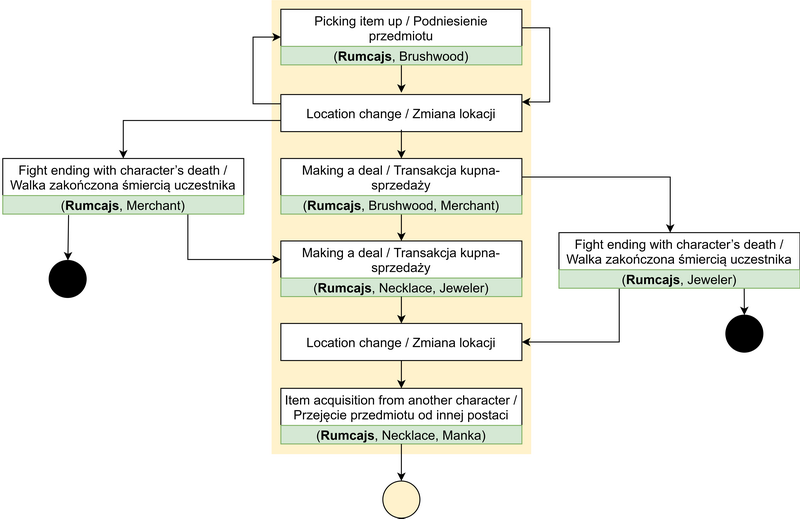 Picking item up / Podniesienie
przedmiotu
(Rumcajs, Brushwood)
Location change / Zmiana lokacji
Fight ending with character's death /
Walka zakończona śmiercią uczestnika
(Rumcajs, Merchant)
Making a deal / Transakcja kupna-
sprzedaży
(Rumcajs, Brushwood, Merchant)
Making a deal / Transakcja kupna-
sprzedaży
(Rumcajs, Necklace, Jeweler)
Fight ending with character's death /
Walka zakończona śmiercią uczestnika
(Rumcajs, Jeweler)
Location change / Zmiana lokacji
Item acquisition from another character /
Przejęcie przedmiotu od innej postaci
(Rumcajs, Necklace, Manka)